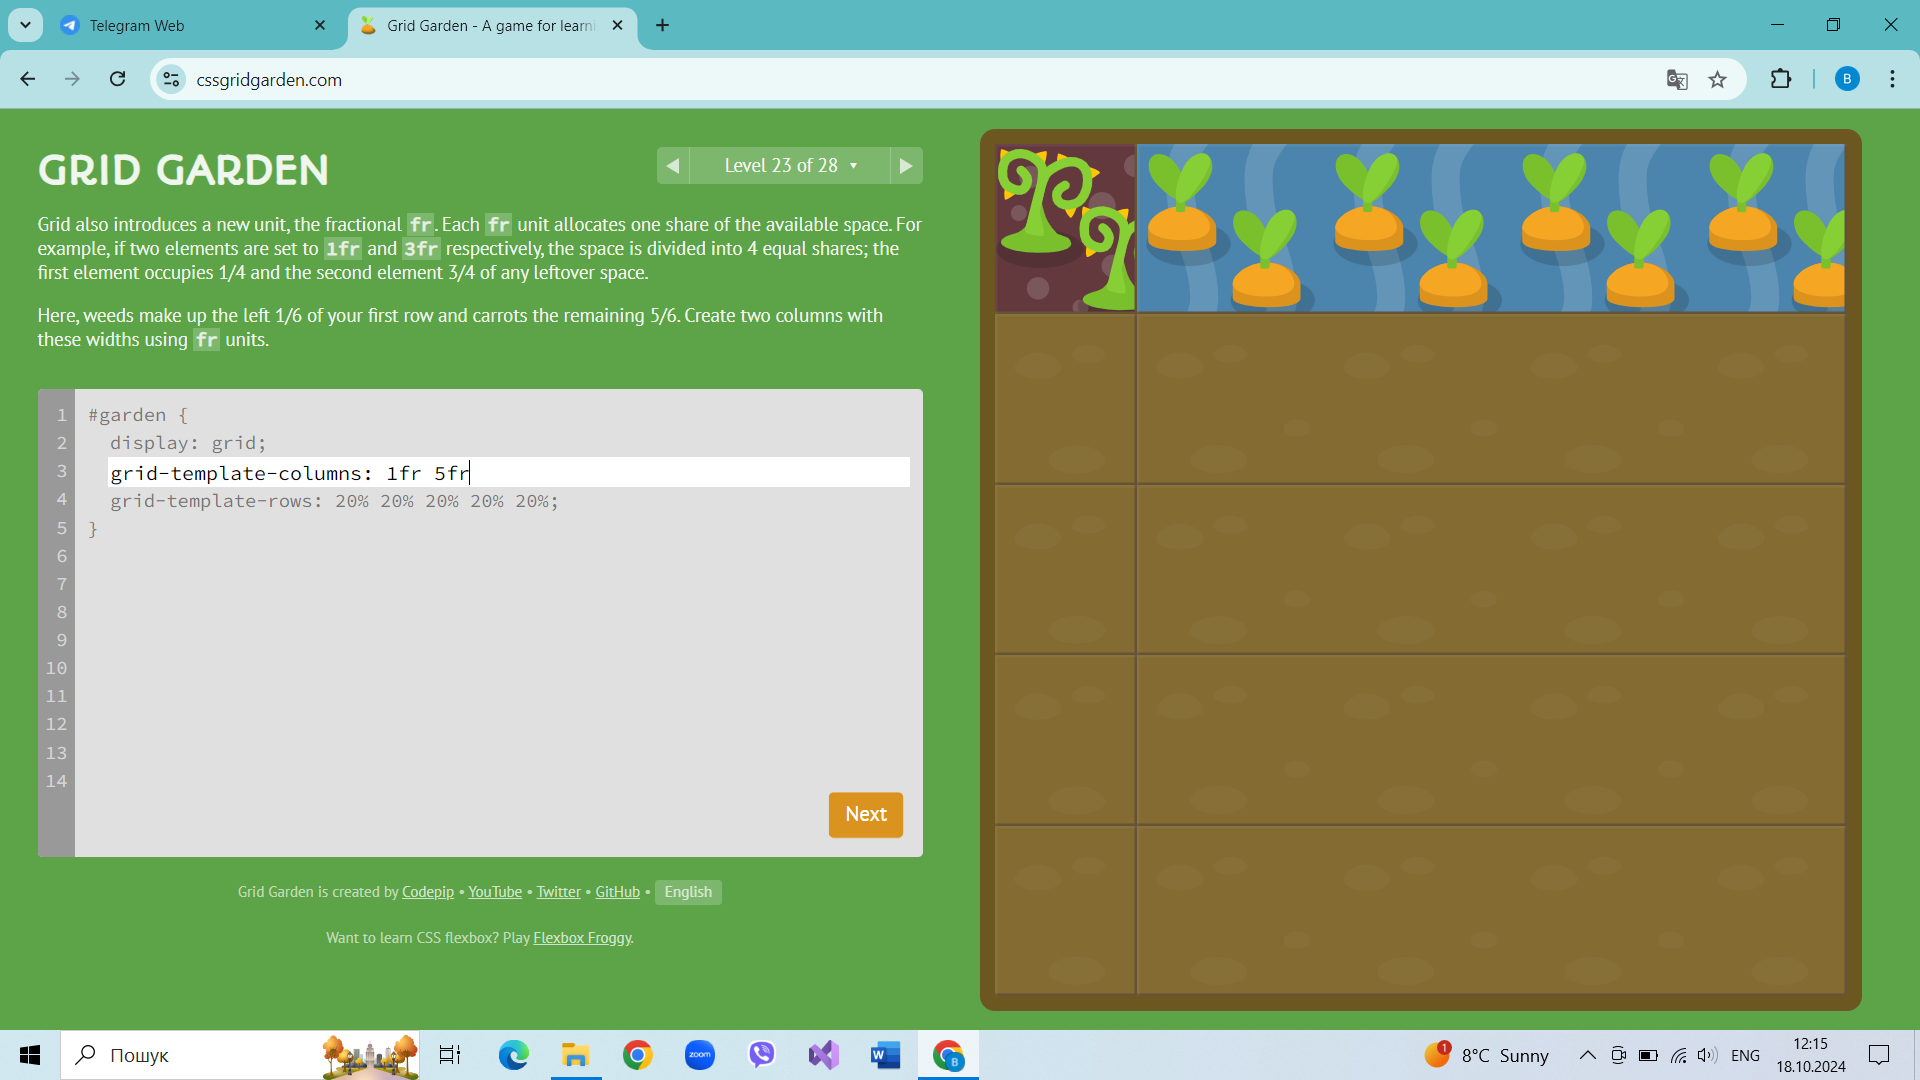 Telegram Web
Grid Garden - A game for learni
cssgridgarden.com
B
GRID GARDEN
Level 23 of 28
Grid also introduces a new unit, the fractional fr. Each fr unit allocates one share of the available space. For
example, if two elements are set to 1fr and 3fr respectively, the space is divided into 4 equal shares; the
first element occupies 1/4 and the second element 3/4 of any leftover space.
Here, weeds make up the left 1/6 of your first row and carrots the remaining 5/6. Create two columns with
these widths using fr units.
1 #garden {
2 display: grid;
3 grid-template-columns: 1fr 5fr
4 grid-template-rows: 20% 20% 20% 20% 20%;
5 }
6
7
8
9
10
11
12
13
14
Next
Grid Garden is created by Codepip • YouTube • Twitter • GitHub • English
Want to learn CSS flexbox? Play Flexbox Froggy.
Пошук
zoom
W
B
1
8°C Sunny
ENG
12:15
18.10.2024